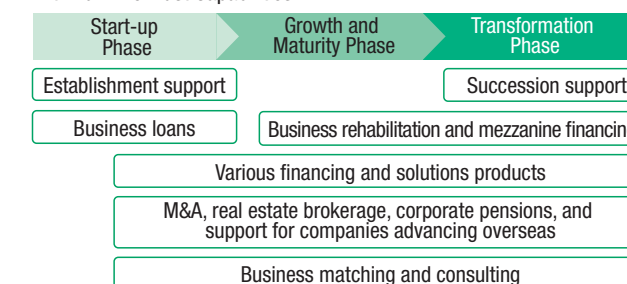 Start-up
Phase
Growth and
Maturity Phase
Transformation
Phase
Establishment support
Succession support
Business loans
Business rehabilitation and mezzanine financin
Various financing and solutions products
M&A, real estate brokerage, corporate pensions, and
support for companies advancing overseas
Business matching and consulting